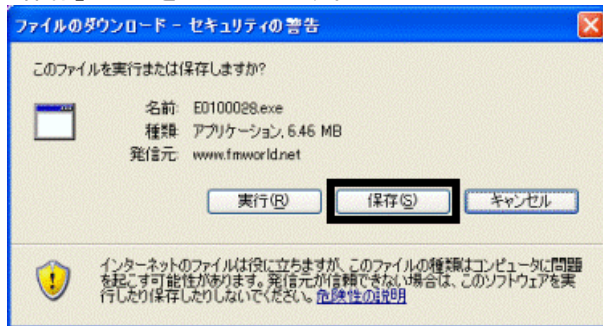 ファイルのダウンロード - セキュリティの警告
このファイルを実行または保存しますか?
名前: E0100028.exe
種類: アプリケーション, 6.46 MB
発信元: www.fmworld.net
実行(R) 保存(S) キャンセル
インターネットのファイルは役に立ちますが、このファイルの種類はコンピュータに問題
を起こす可能性があります。発信元が信頼できない場合は、このソフトウェアを実
行したり保存したりしないでください。危険性の説明